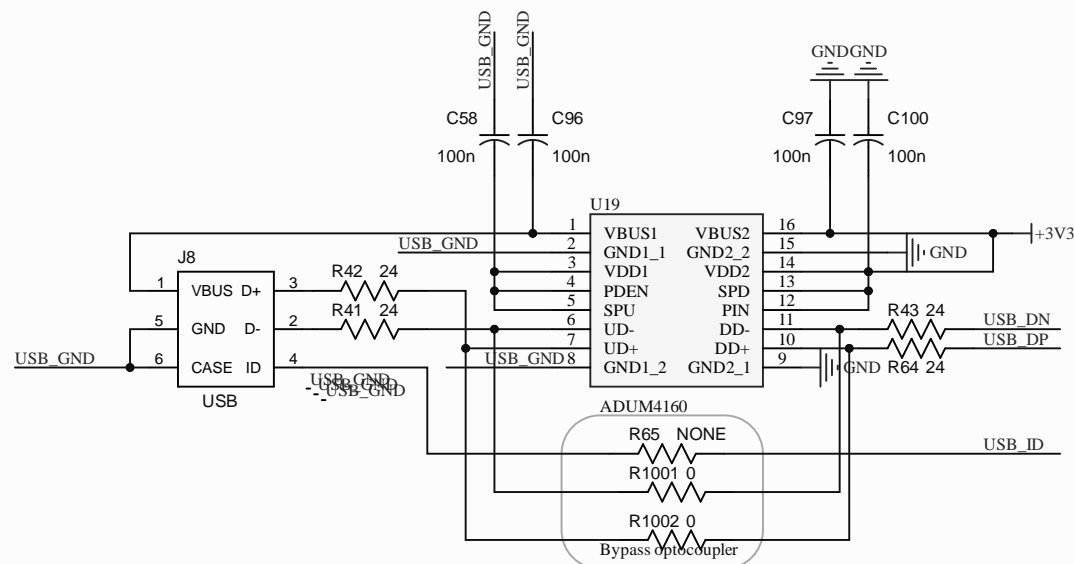 USB_GND
USB_GND
GND
GND
C58
100n
C96
100n
C97
100n
C100
100n
U19
1 VBUS1 VBUS2 16
2 GND1_1 GND2_2 15
3 VDD1 VDD2 14
4 PDEN SPD 13
5 SPU PIN 12
6 UD- DD- 11
7 UD+ DD+ 10
8 GND1_2 GND2_1 9
ADUM4160
USB_GND
USB_GND
+3V3
GND
GND
J8
1 VBUS D+ 3
5 GND D- 2
6 CASE ID 4
USB
USB_GND
R42 24
R41 24
USB_GND
USB_GND
USB_GND
R43 24
R64 24
USB_DN
USB_DP
R65 NONE
USB_ID
R1001 0
R1002 0
Bypass optocoupler